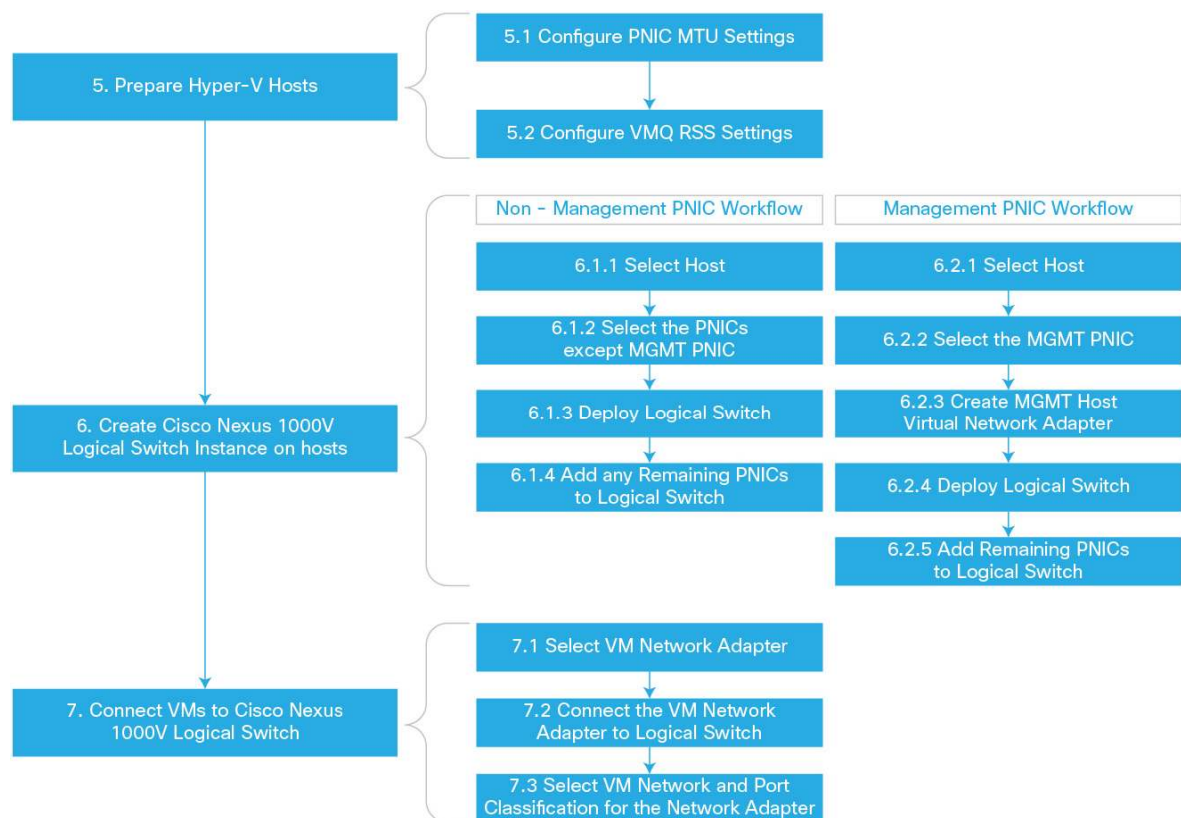 5. Prepare Hyper-V Hosts
5.1 Configure PNIC MTU Settings
5.2 Configure VMQ RSS Settings
6. Create Cisco Nexus 1000V
Logical Switch Instance on hosts
Non - Management PNIC Workflow
6.1.1 Select Host
6.1.2 Select the PNICs
except MGMT PNIC
6.1.3 Deploy Logical Switch
6.1.4 Add any Remaining PNICs
to Logical Switch
Management PNIC Workflow
6.2.1 Select Host
6.2.2 Select the MGMT PNIC
6.2.3 Create MGMT Host
Virtual Network Adapter
6.2.4 Deploy Logical Switch
6.2.5 Add Remaining PNICs
to Logical Switch
7. Connect VMs to Cisco Nexus
1000V Logical Switch
7.1 Select VM Network Adapter
7.2 Connect the VM Network
Adapter to Logical Switch
7.3 Select VM Network and Port
Classification for the Network Adapter